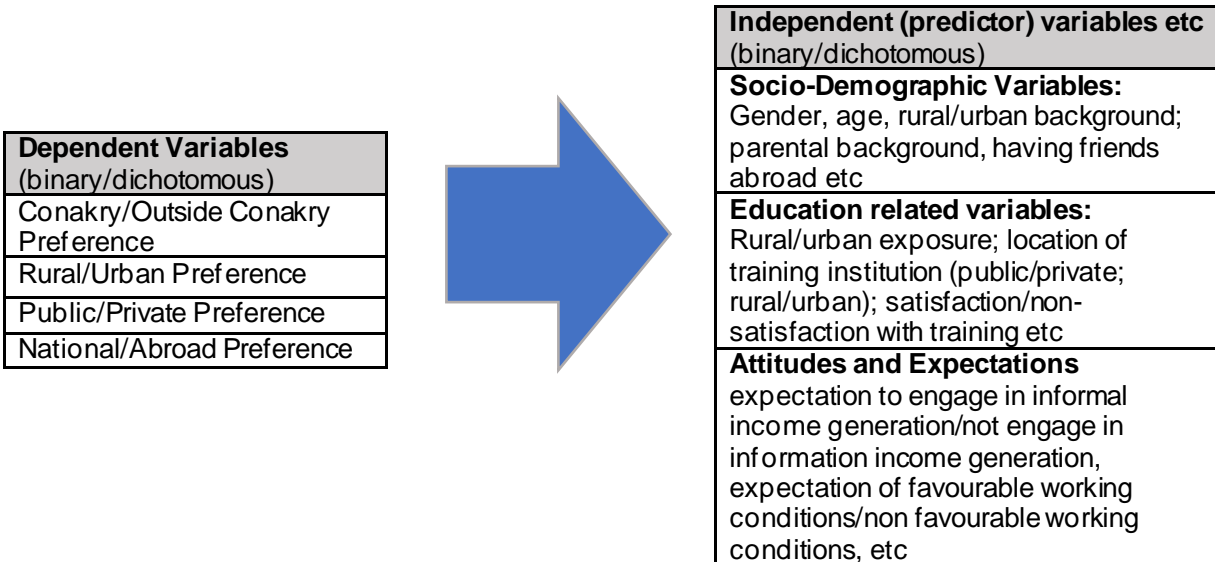 Dependent Variables
(binary/dichotomous)
Conakry/Outside Conakry
Preference
Rural/Urban Preference
Public/Private Preference
National/Abroad Preference
Independent (predictor) variables etc
(binary/dichotomous)
Socio-Demographic Variables:
Gender, age, rural/urban background;
parental background, having friends
abroad etc
Education related variables:
Rural/urban exposure; location of
training institution (public/private;
rural/urban); satisfaction/non-
satisfaction with training etc
Attitudes and Expectations
expectation to engage in informal
income generation/not engage in
information income generation,
expectation of favourable working
conditions/non favourable working
conditions, etc